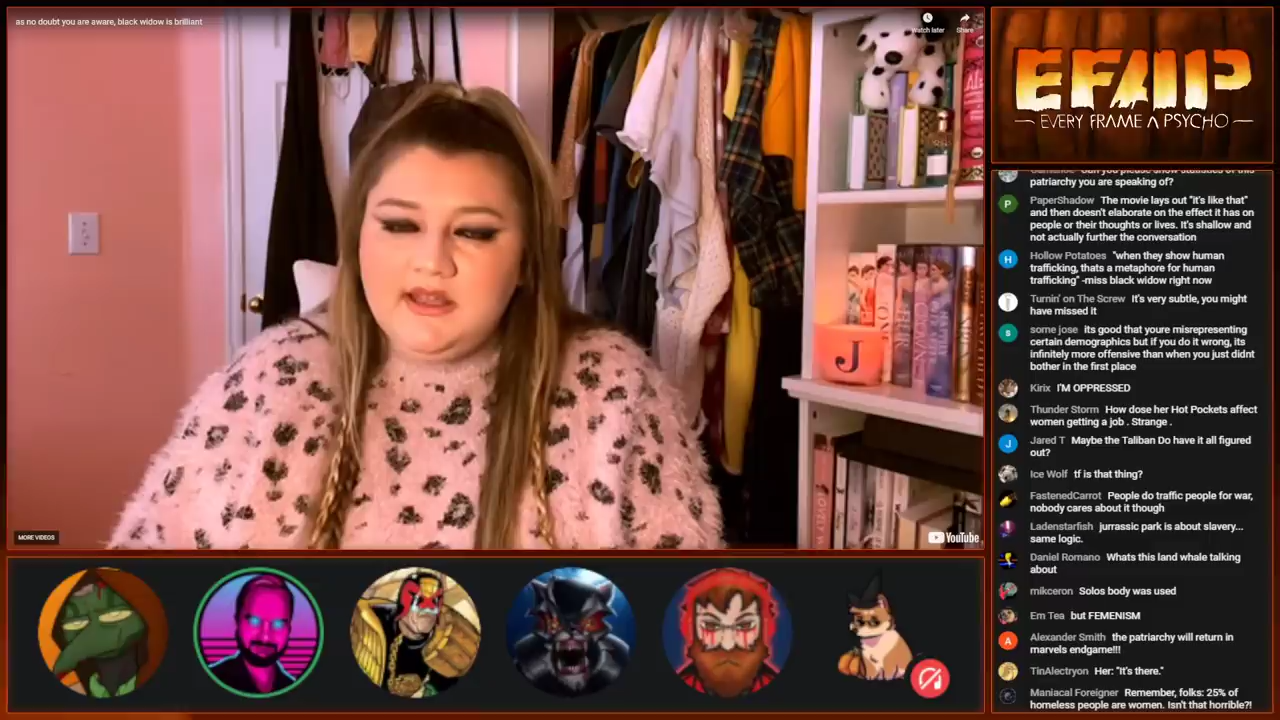 as no doubt you are aware, black widow is brilliant
Watch later
Share
MORE VIDEOS
YouTube
J
EFAP
EVERY FRAME A PSYCHO
patriarchy you are speaking of?
P
PaperShadow The movie lays out "it's like that"
and then doesn't elaborate on the effect it has on
people or their thoughts or lives. It's shallow and
not actually further the conversation
H
Hollow Potatoes "when they show human
trafficking, thats a metaphore for human
trafficking" -miss black widow right now
Turnin' on The Screw It's very subtle, you might
have missed it
s
some jose its good that youre misrepresenting
certain demographics but if you do it wrong, its
infinitely more offensive than when you just didnt
bother in the first place
Kirix I'M OPPRESSED
Thunder Storm How dose her Hot Pockets affect
women getting a job . Strange .
J
Jared T Maybe the Taliban Do have it all figured
out?
Ice Wolf tf is that thing?
FastenedCarrot People do traffic people for war,
nobody cares about it though
Ladenstarfish jurrassic park is about slavery...
same logic.
Daniel Romano Whats this land whale talking
about
mikceron Solos body was used
Em Tea but FEMENISM
A
Alexander Smith the patriarchy will return in
marvels endgame!!!
TinAlectryon Her: "It's there."
Maniacal Foreigner Remember, folks: 25% of
homeless people are women. Isn't that horrible?!